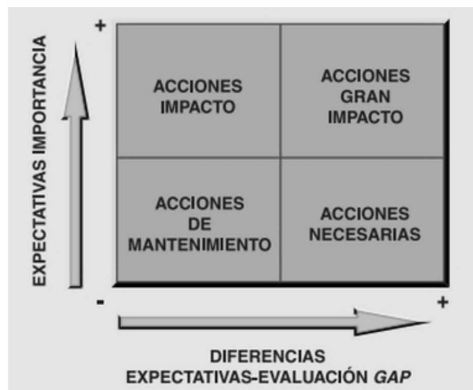 +
EXPECTATIVAS IMPORTANCIA
ACCIONES
IMPACTO
ACCIONES
GRAN
IMPACTO
ACCIONES
DE
MANTENIMIENTO
ACCIONES
NECESARIAS
-
+
DIFERENCIAS
EXPECTATIVAS-EVALUACIÓN GAP